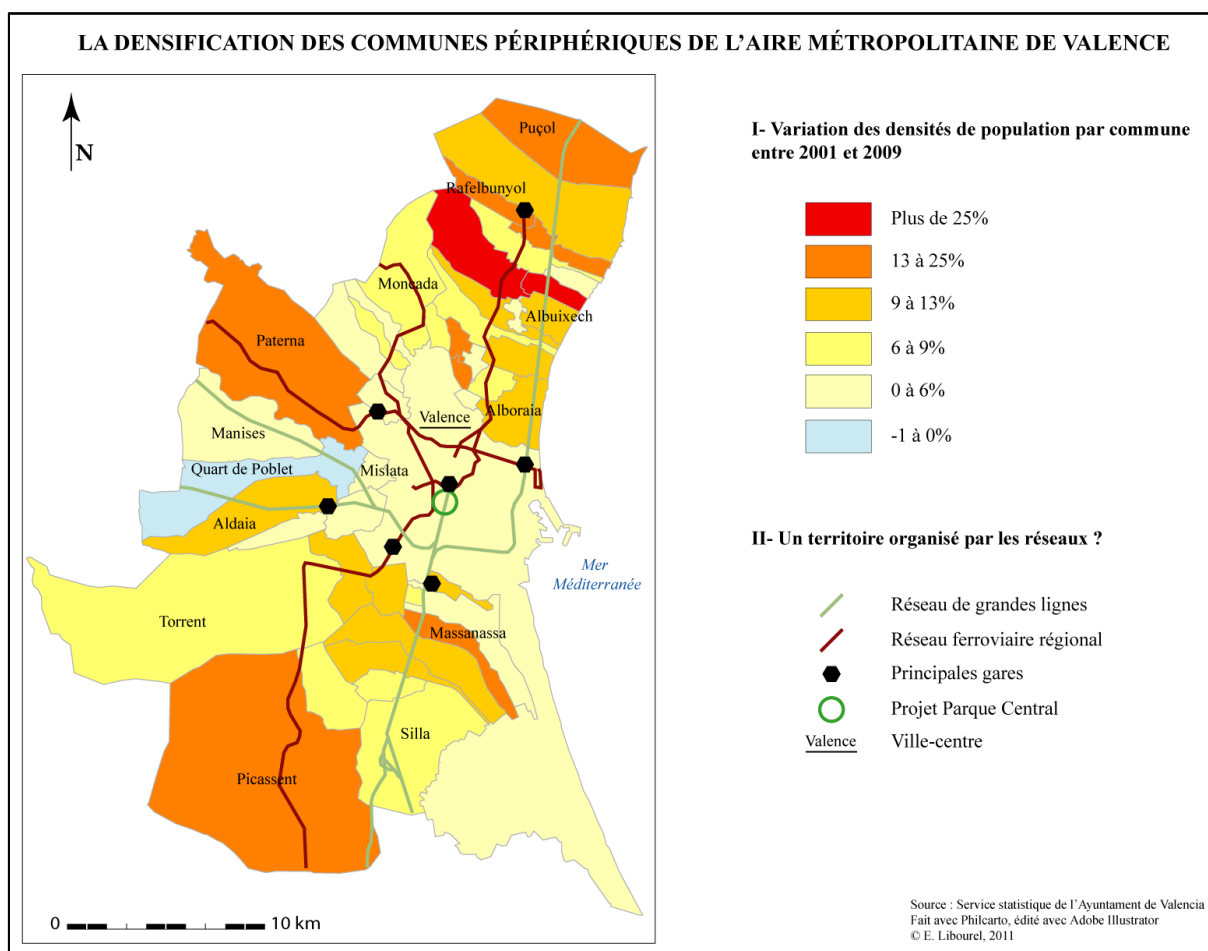 LA DENSIFICATION DES COMMUNES PÉRIPHÉRIQUES DE L'AIRE MÉTROPOLITAINE DE VALENCE
N
Puçol
Rafelbunyol
Moncada
Albuixech
Paterna
Alboraia
Valence
Manises
Quart de Poblet
Mislata
Aldaia
Mer
Méditerranée
Torrent
Massanassa
Silla
Picassent
0 10 km
I- Variation des densités de population par commune
entre 2001 et 2009
Plus de 25%
13 à 25%
9 à 13%
6 à 9%
0 à 6%
-1 à 0%
II- Un territoire organisé par les réseaux ?
Réseau de grandes lignes
Réseau ferroviaire régional
Principales gares
Projet Parque Central
Valence Ville-centre
Source : Service statistique de l'Ayuntament de Valencia
Fait avec Philcarto, édité avec Adobe Illustrator
© E. Libourel, 2011